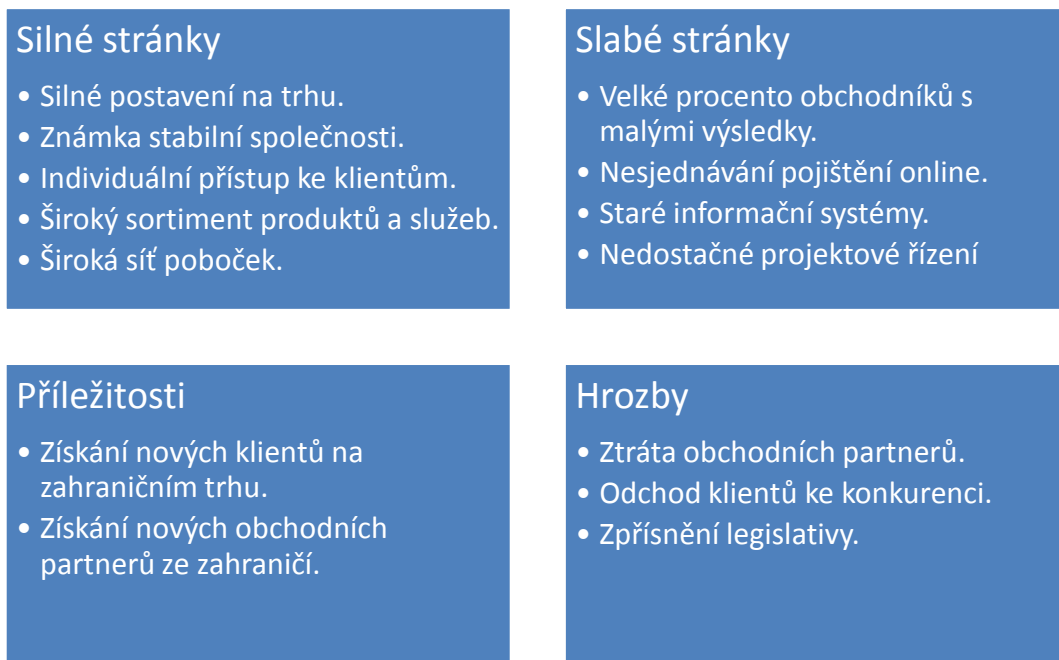 Silné stránky
• Silné postavení na trhu.
• Známka stabilní společnosti.
• Individuální přístup ke klientům.
• Široký sortiment produktů a služeb.
• Široká síť poboček.
Slabé stránky
• Velké procento obchodníků s
malými výsledky.
• Nesjednávání pojištění online.
• Staré informační systémy.
• Nedostačné projektové řízení
Příležitosti
• Získání nových klientů na
zahraničním trhu.
• Získání nových obchodních
partnerů ze zahraničí.
Hrozby
• Ztráta obchodních partnerů.
• Odchod klientů ke konkurenci.
• Zpřísnění legislativy.